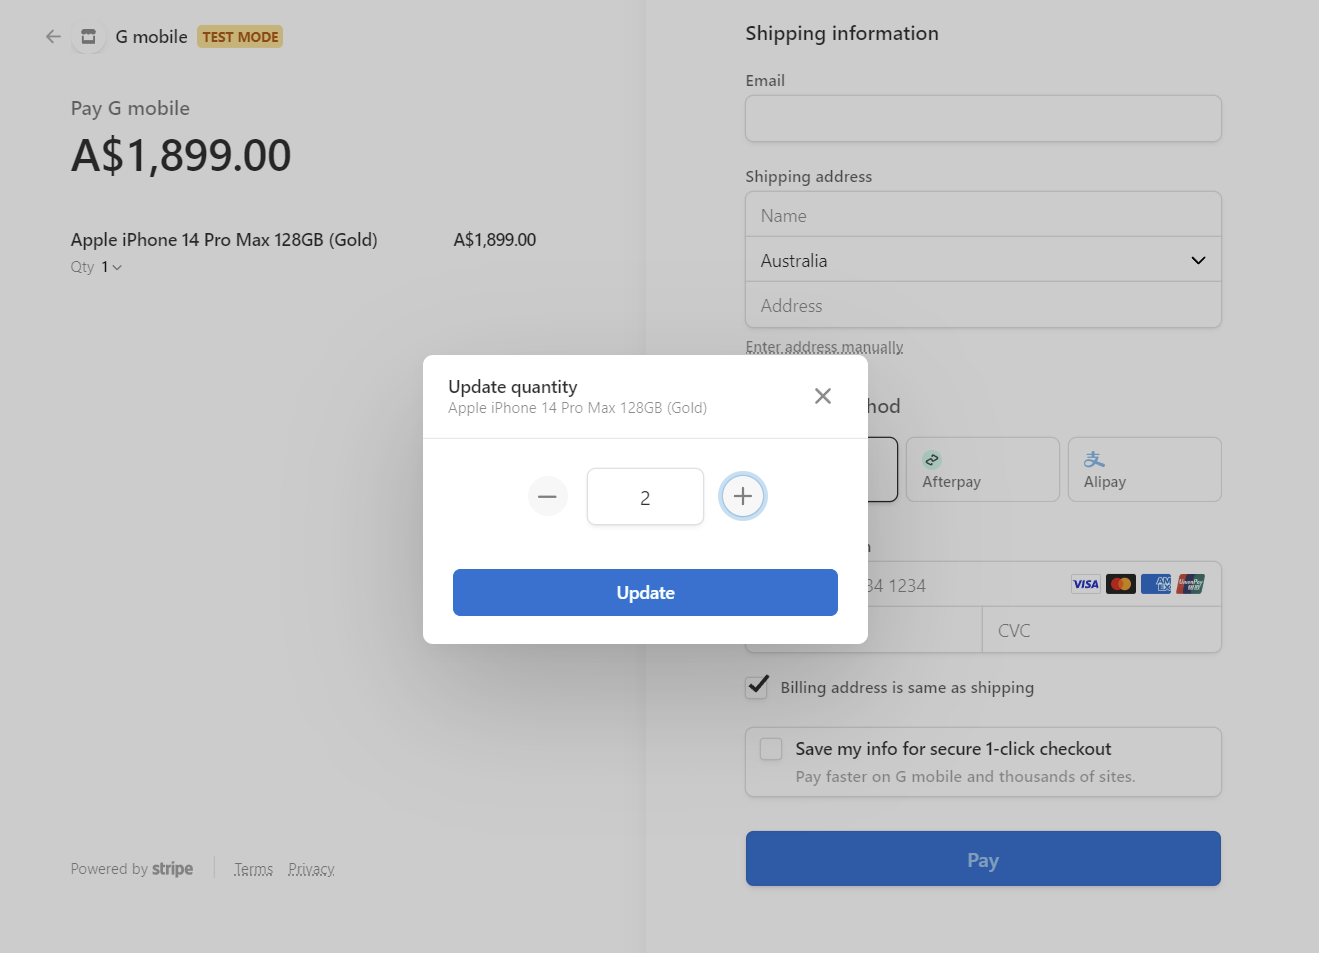 G mobile TEST MODE
Pay G mobile
A$1,899.00
Apple iPhone 14 Pro Max 128GB (Gold) A$1,899.00
Qty 1
Powered by stripe Terms Privacy
Shipping information
Email
Shipping address
Name
Australia
Address
Enter address manually
Afterpay
Alipay
34 1234 VISA AM EX UnionPay
CVC
Billing address is same as shipping
Save my info for secure 1-click checkout
Pay faster on G mobile and thousands of sites.
Pay
Update quantity
Apple iPhone 14 Pro Max 128GB (Gold)
2
Update